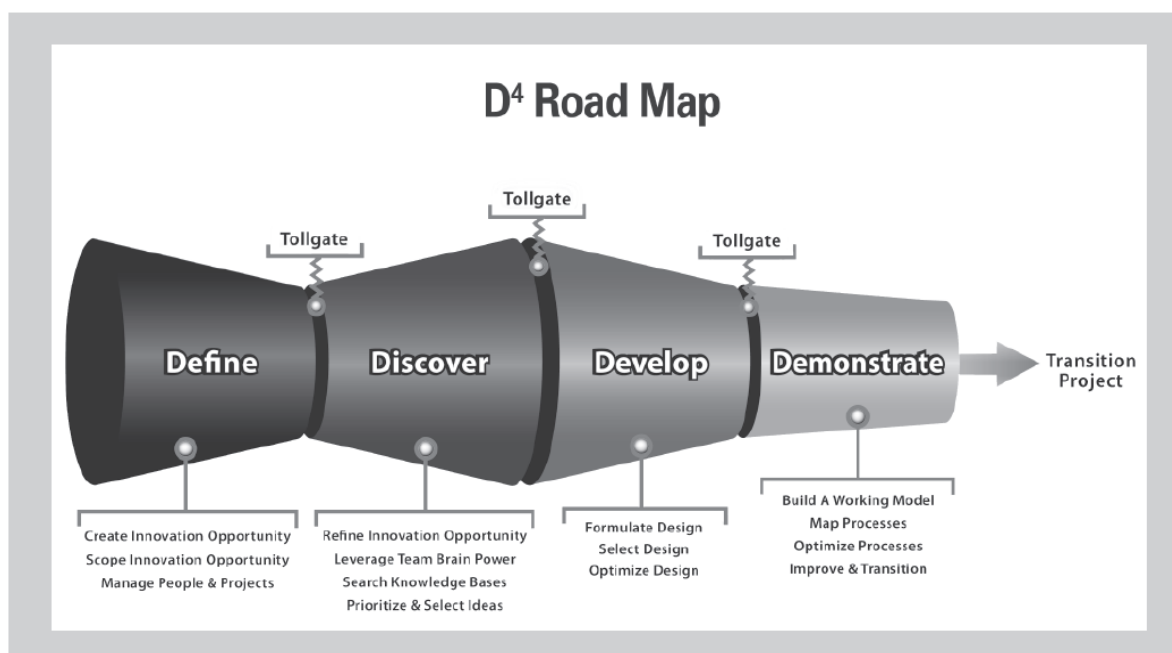 D⁴ Road Map
Tollgate
Tollgate
Tollgate
Define
Discover
Develop
Demonstrate
Transition
Project
Create Innovation Opportunity
Scope Innovation Opportunity
Manage People & Projects
Refine Innovation Opportunity
Leverage Team Brain Power
Search Knowledge Bases
Prioritize & Select Ideas
Formulate Design
Select Design
Optimize Design
Build A Working Model
Map Processes
Optimize Processes
Improve & Transition